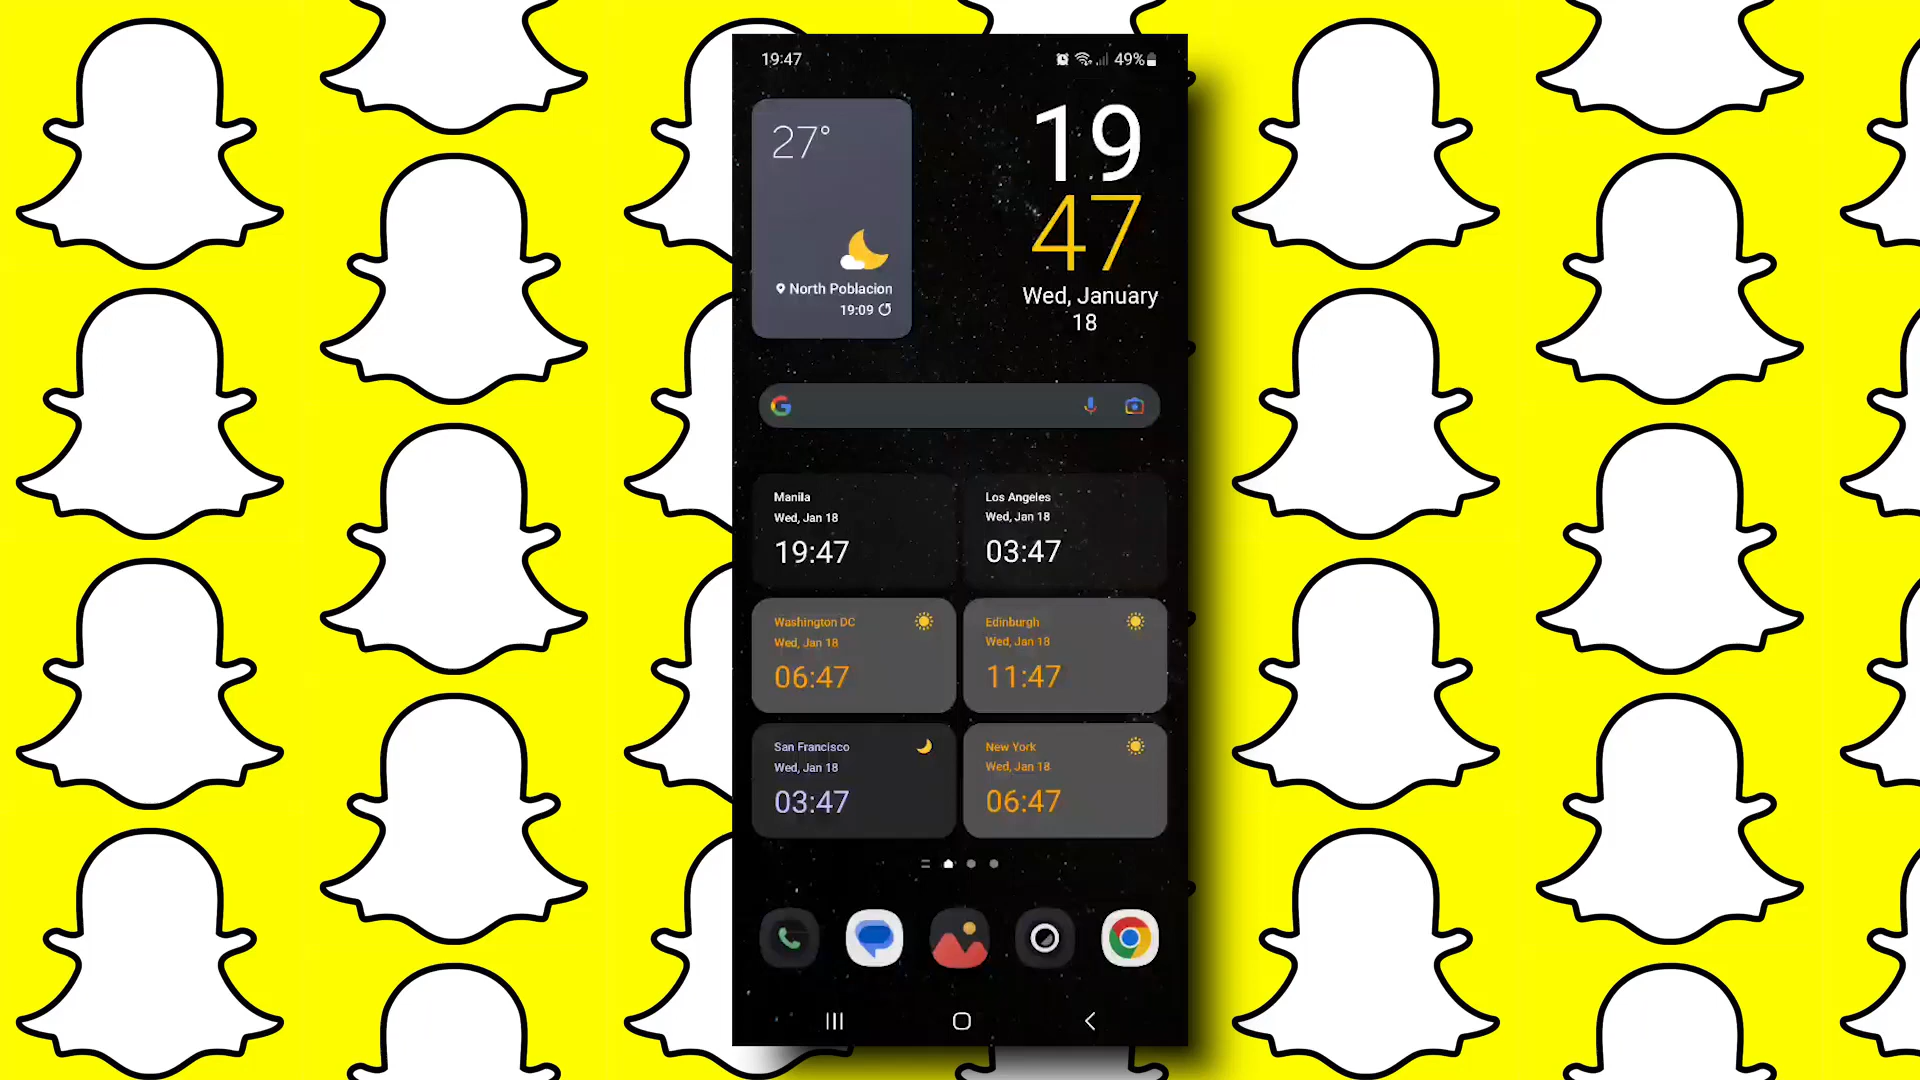 19:47
49%
27°
North Poblacion
19:09
19
47
Wed, January
18
Manila
Wed, Jan 18
19:47
Los Angeles
Wed, Jan 18
03:47
Washington DC
Wed, Jan 18
06:47
Edinburgh
Wed, Jan 18
11:47
San Francisco
Wed, Jan 18
03:47
New York
Wed, Jan 18
06:47